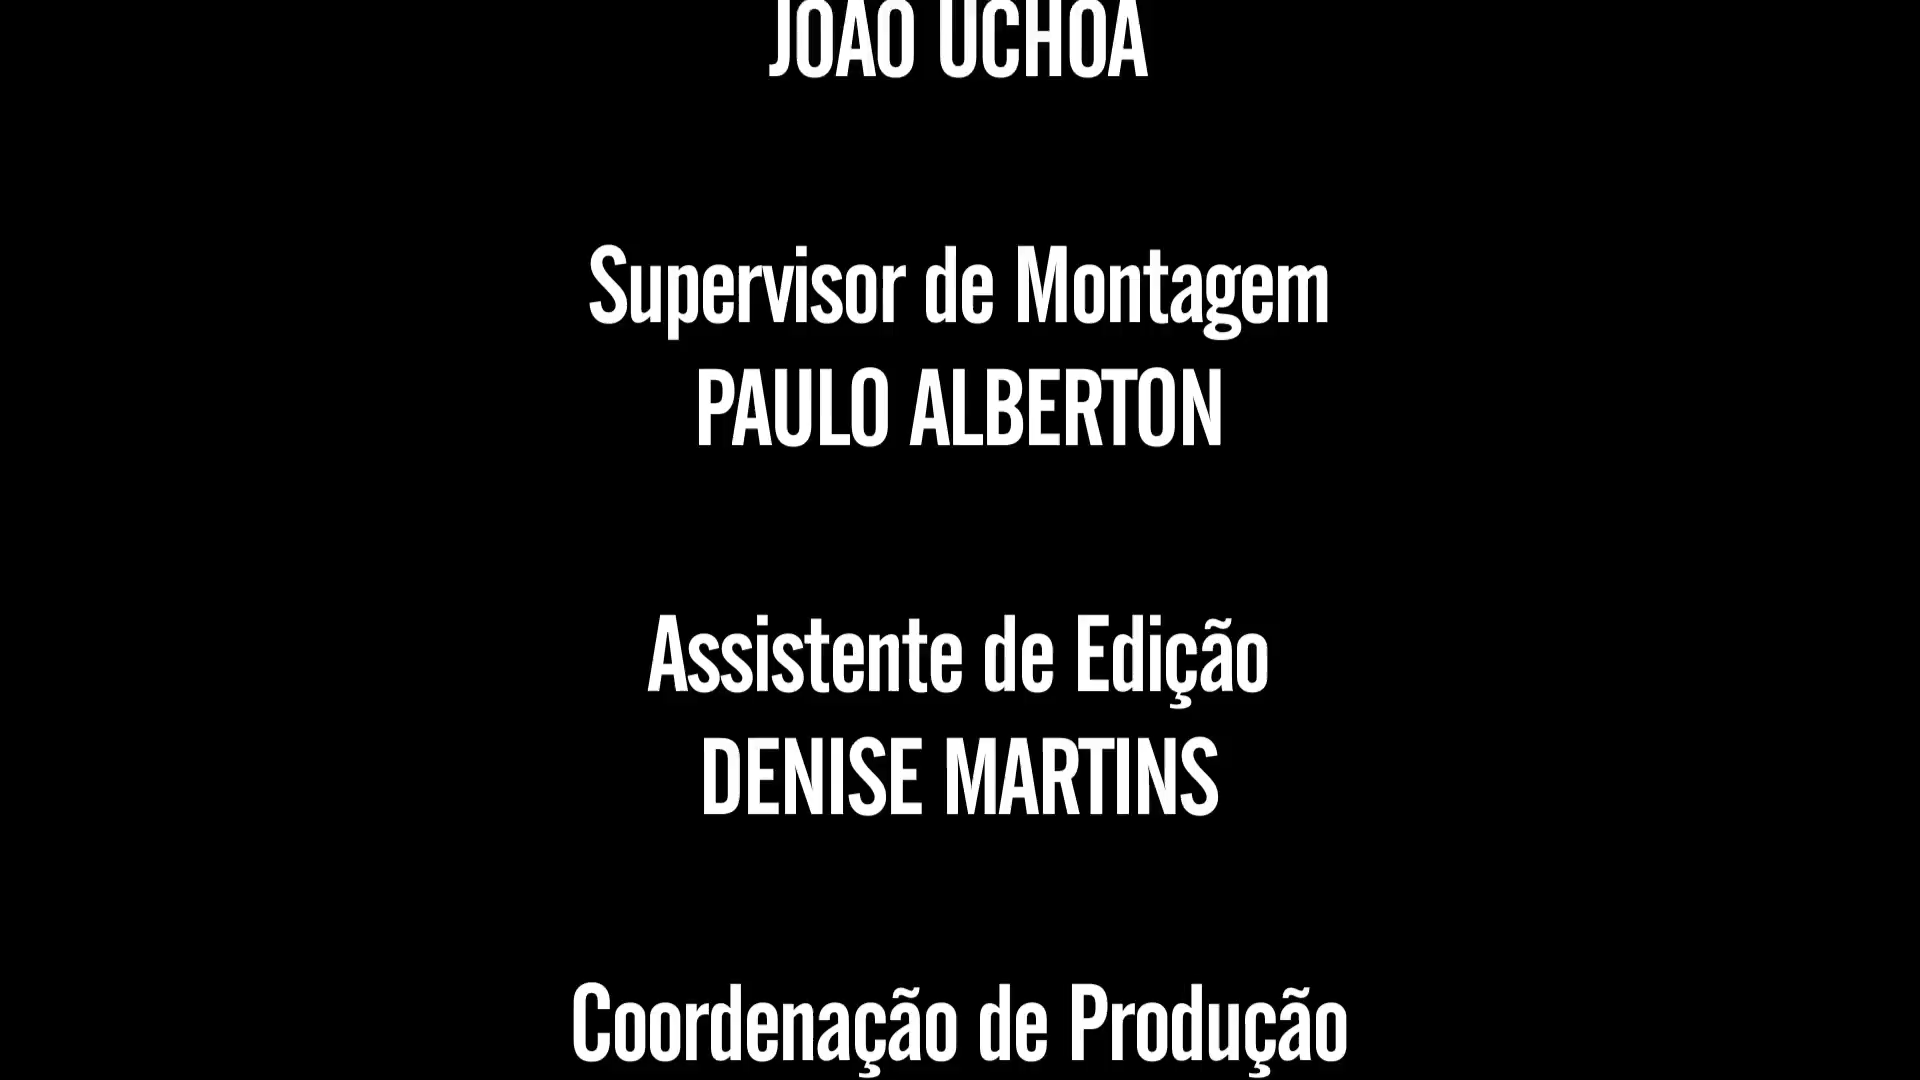 JOAO UCHOA
Supervisor de Montagem
PAULO ALBERTON
Assistente de Edição
DENISE MARTINS
Coordenação de Produção